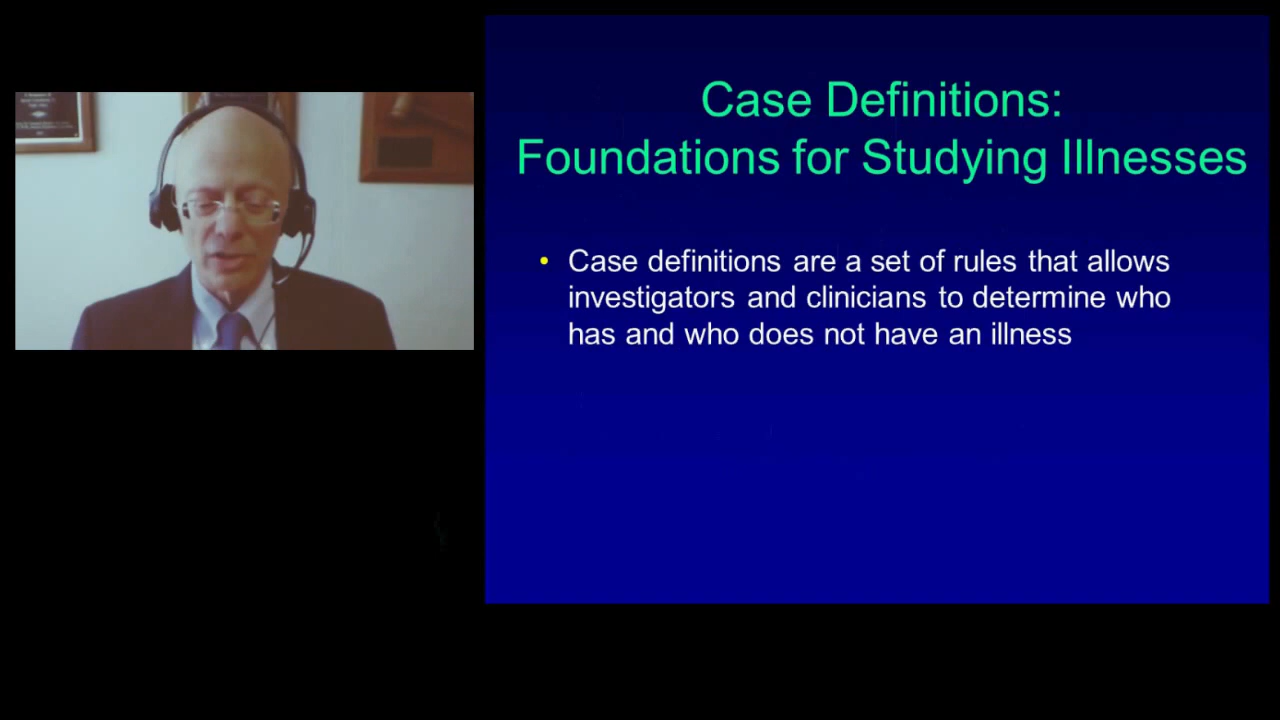 Case Definitions:
Foundations for Studying Illnesses
• Case definitions are a set of rules that allows
investigators and clinicians to determine who
has and who does not have an illness